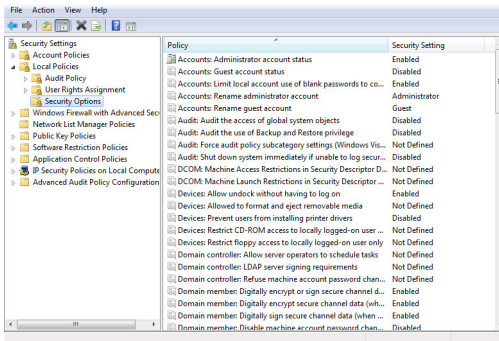 File Action View Help
Security Settings
Account Policies
Local Policies
Audit Policy
User Rights Assignment
Security Options
Windows Firewall with Advanced Secu
Network List Manager Policies
Public Key Policies
Software Restriction Policies
Application Control Policies
IP Security Policies on Local Compute
Advanced Audit Policy Configuration
Policy Security Setting
Accounts: Administrator account status Enabled
Accounts: Guest account status Disabled
Accounts: Limit local account use of blank passwords to co... Enabled
Accounts: Rename administrator account Administrator
Accounts: Rename guest account Guest
Audit: Audit the access of global system objects Disabled
Audit: Audit the use of Backup and Restore privilege Disabled
Audit: Force audit policy subcategory settings (Windows Vis... Not Defined
Audit: Shut down system immediately if unable to log secur... Disabled
DCOM: Machine Access Restrictions in Security Descriptor D... Not Defined
DCOM: Machine Launch Restrictions in Security Descriptor ... Not Defined
Devices: Allow undock without having to log on Enabled
Devices: Allowed to format and eject removable media Not Defined
Devices: Prevent users from installing printer drivers Disabled
Devices: Restrict CD-ROM access to locally logged-on user ... Not Defined
Devices: Restrict floppy access to locally logged-on user only Not Defined
Domain controller: Allow server operators to schedule tasks Not Defined
Domain controller: LDAP server signing requirements Not Defined
Domain controller: Refuse machine account password chan... Not Defined
Domain member: Digitally encrypt or sign secure channel d... Enabled
Domain member: Digitally encrypt secure channel data (wh... Enabled
Domain member: Digitally sign secure channel data (when ... Enabled
Domain member: Disable machine account password chan... Disabled